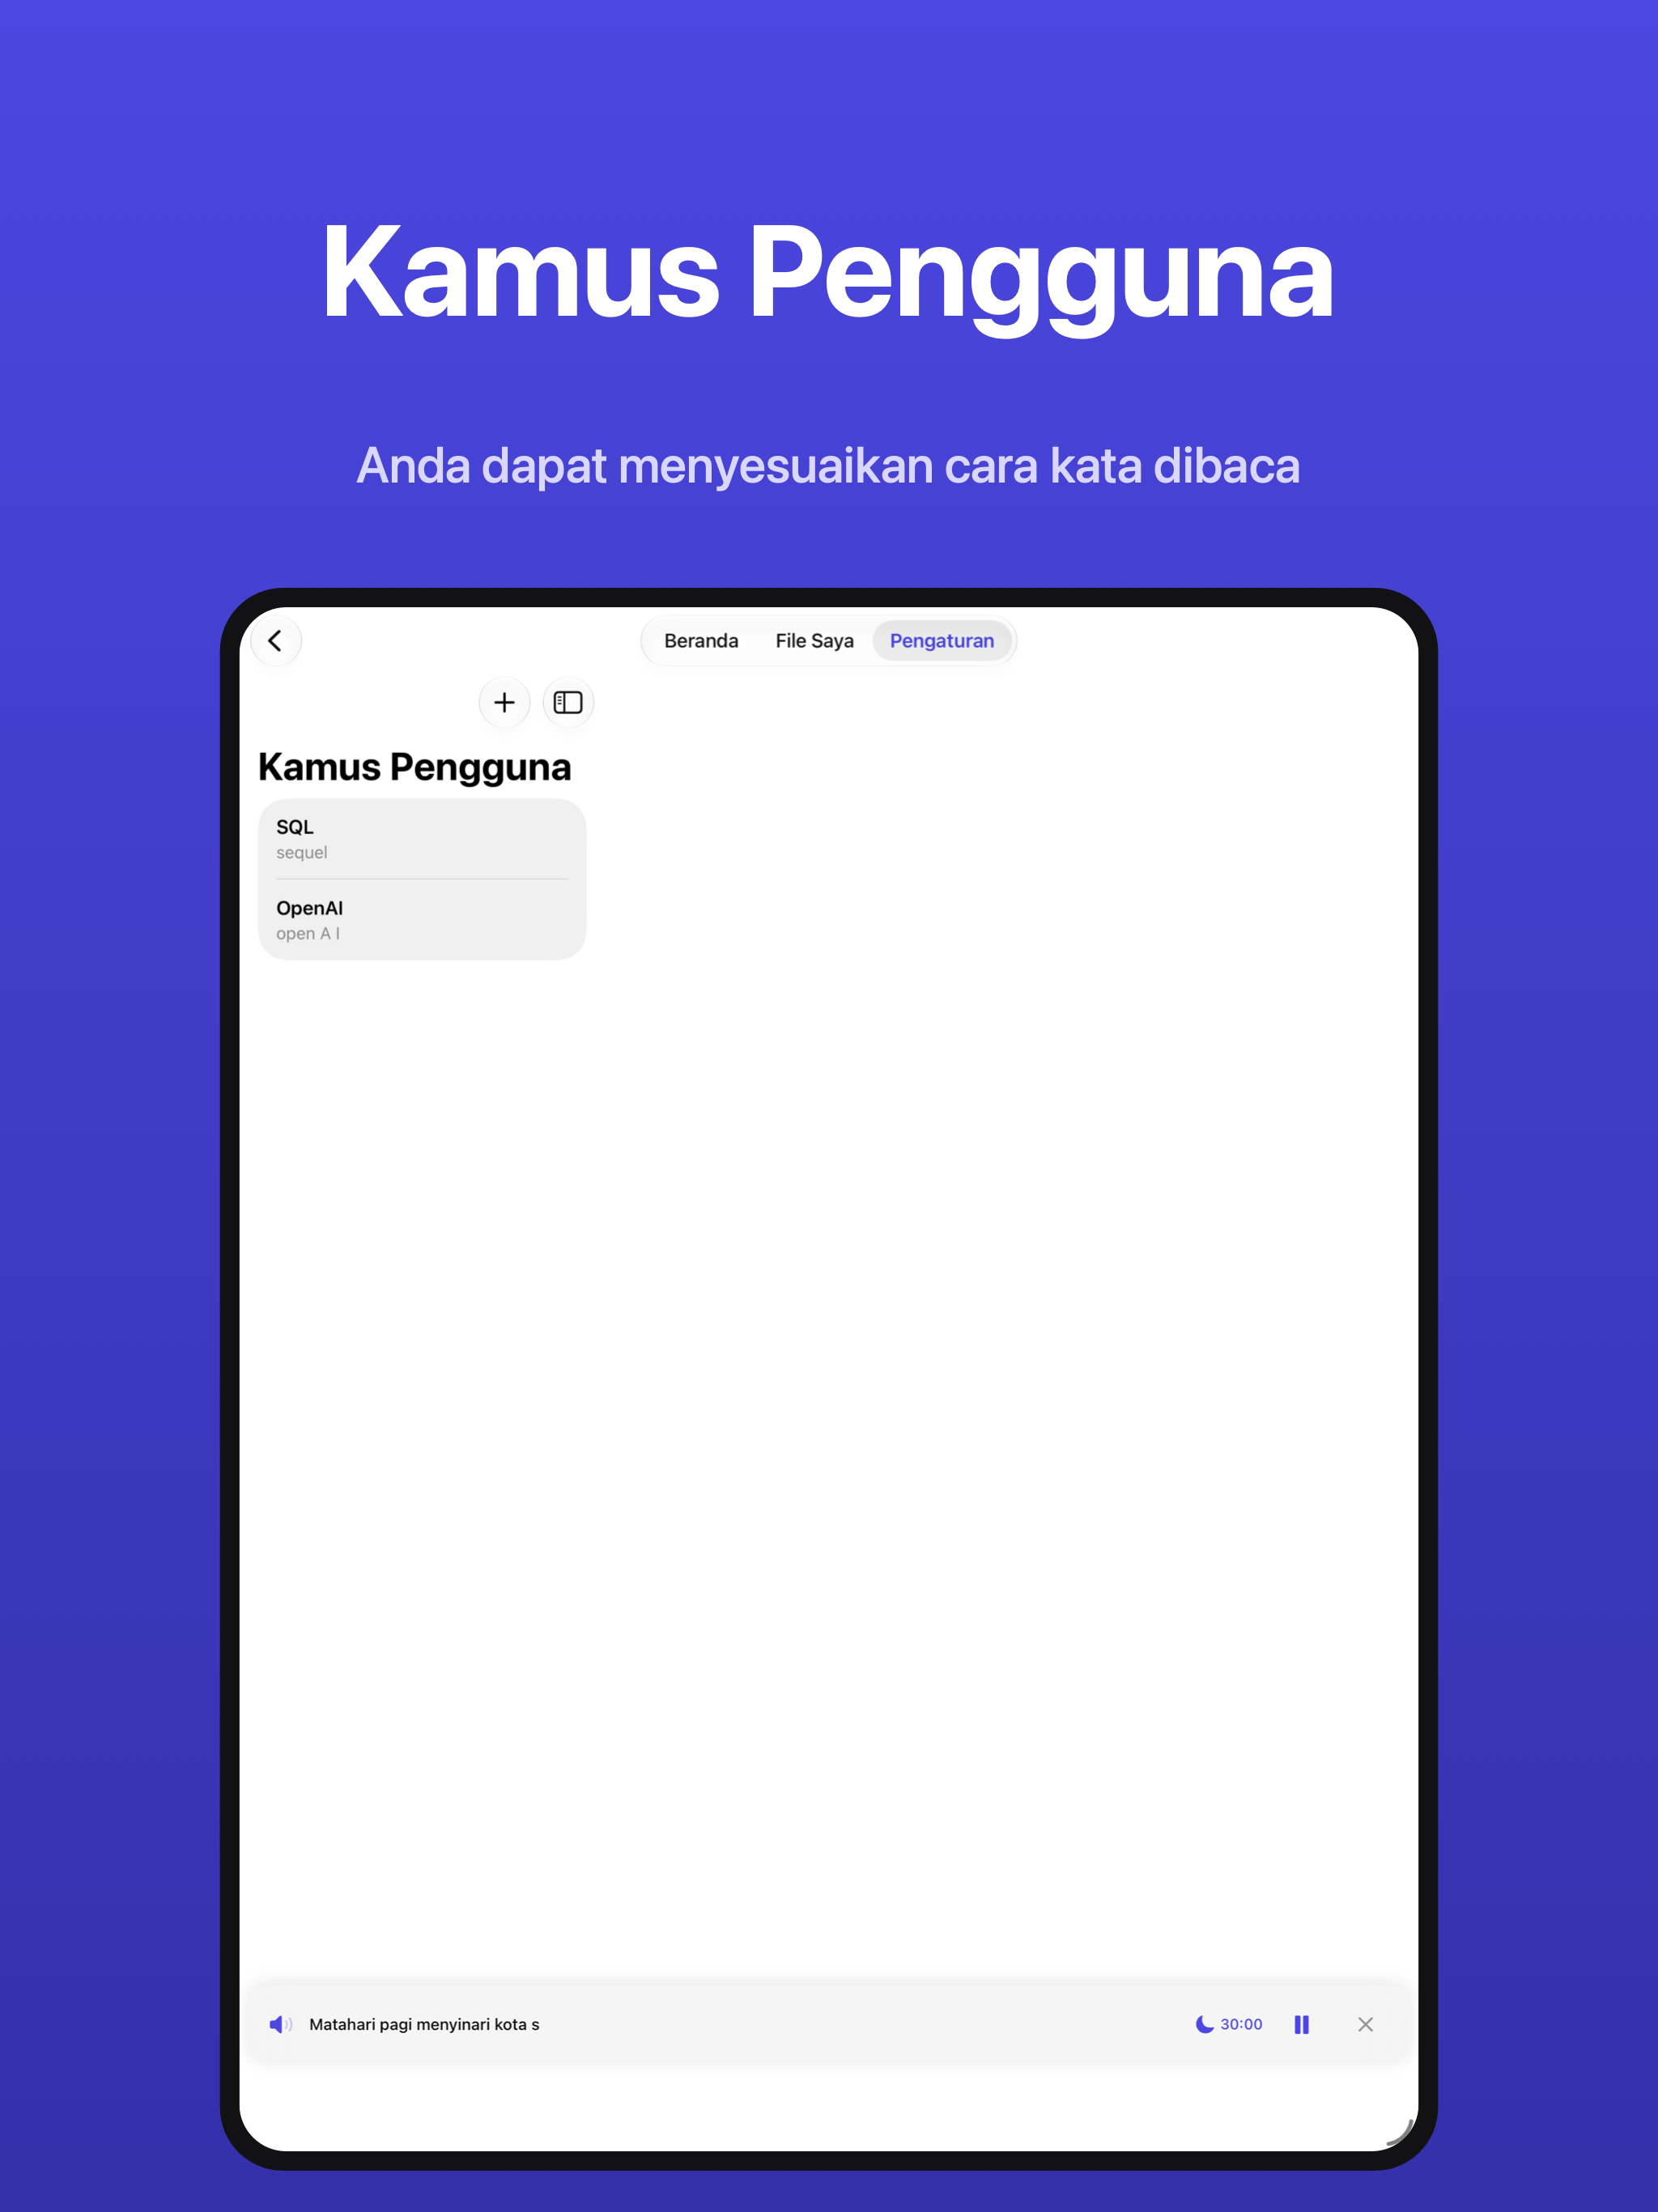 Kamus Pengguna
Anda dapat menyesuaikan cara kata dibaca
Beranda File Saya Pengaturan
Kamus Pengguna
SQL
sequel
OpenAI
open A I
Matahari pagi menyinari kota s 30:00